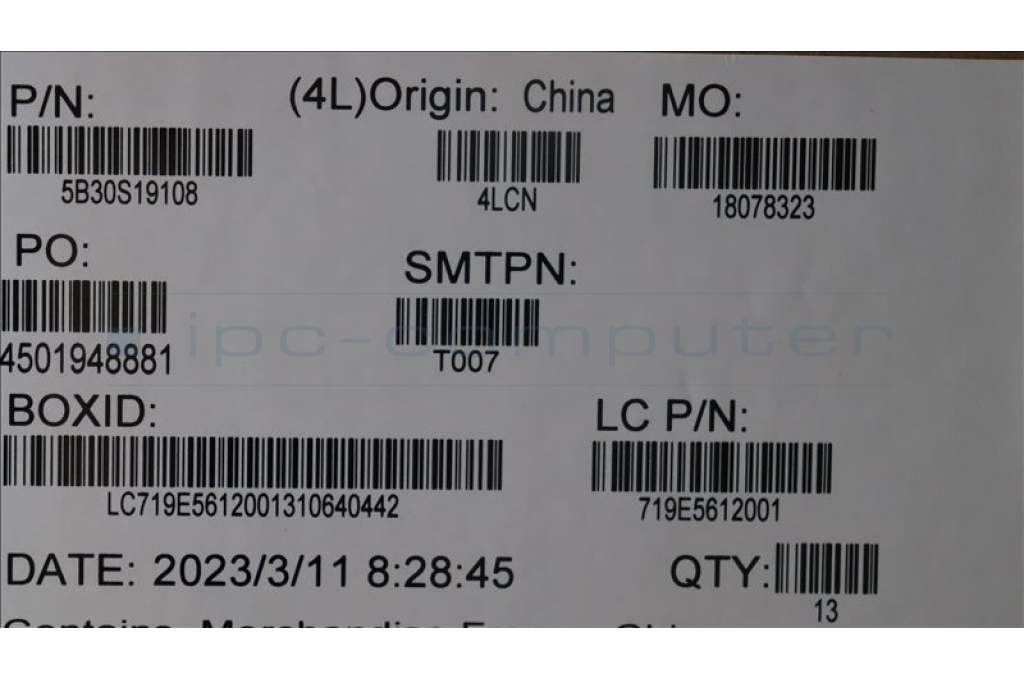 P/N: (4L)Origin: China MO:
5B30S19108 4LCN 18078323
PO: SMTPN:
4501948881 T007
ipc-computer
BOXID: LC P/N:
LC719E5612001310640442 719E5612001
DATE: 2023/3/11 8:28:45 QTY:
13